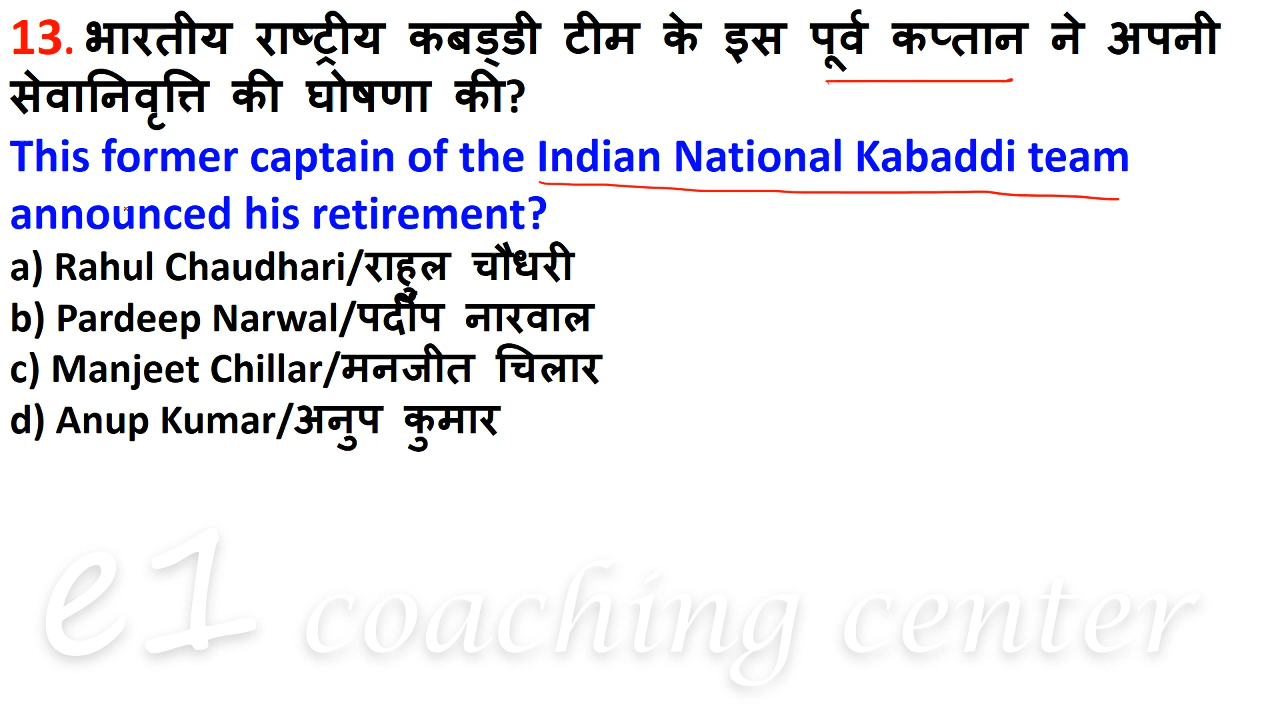 13. भारतीय राष्ट्रीय कबड्डी टीम के इस पूर्व कप्तान ने अपनी
सेवानिवृत्ति की घोषणा की?
This former captain of the Indian National Kabaddi team
announced his retirement?
a) Rahul Chaudhari/राहुल चौधरी
b) Pardeep Narwal/पर्दीप नारवाल
c) Manjeet Chillar/मनजीत चिलार
d) Anup Kumar/अनुप कुमार
e1 coaching center